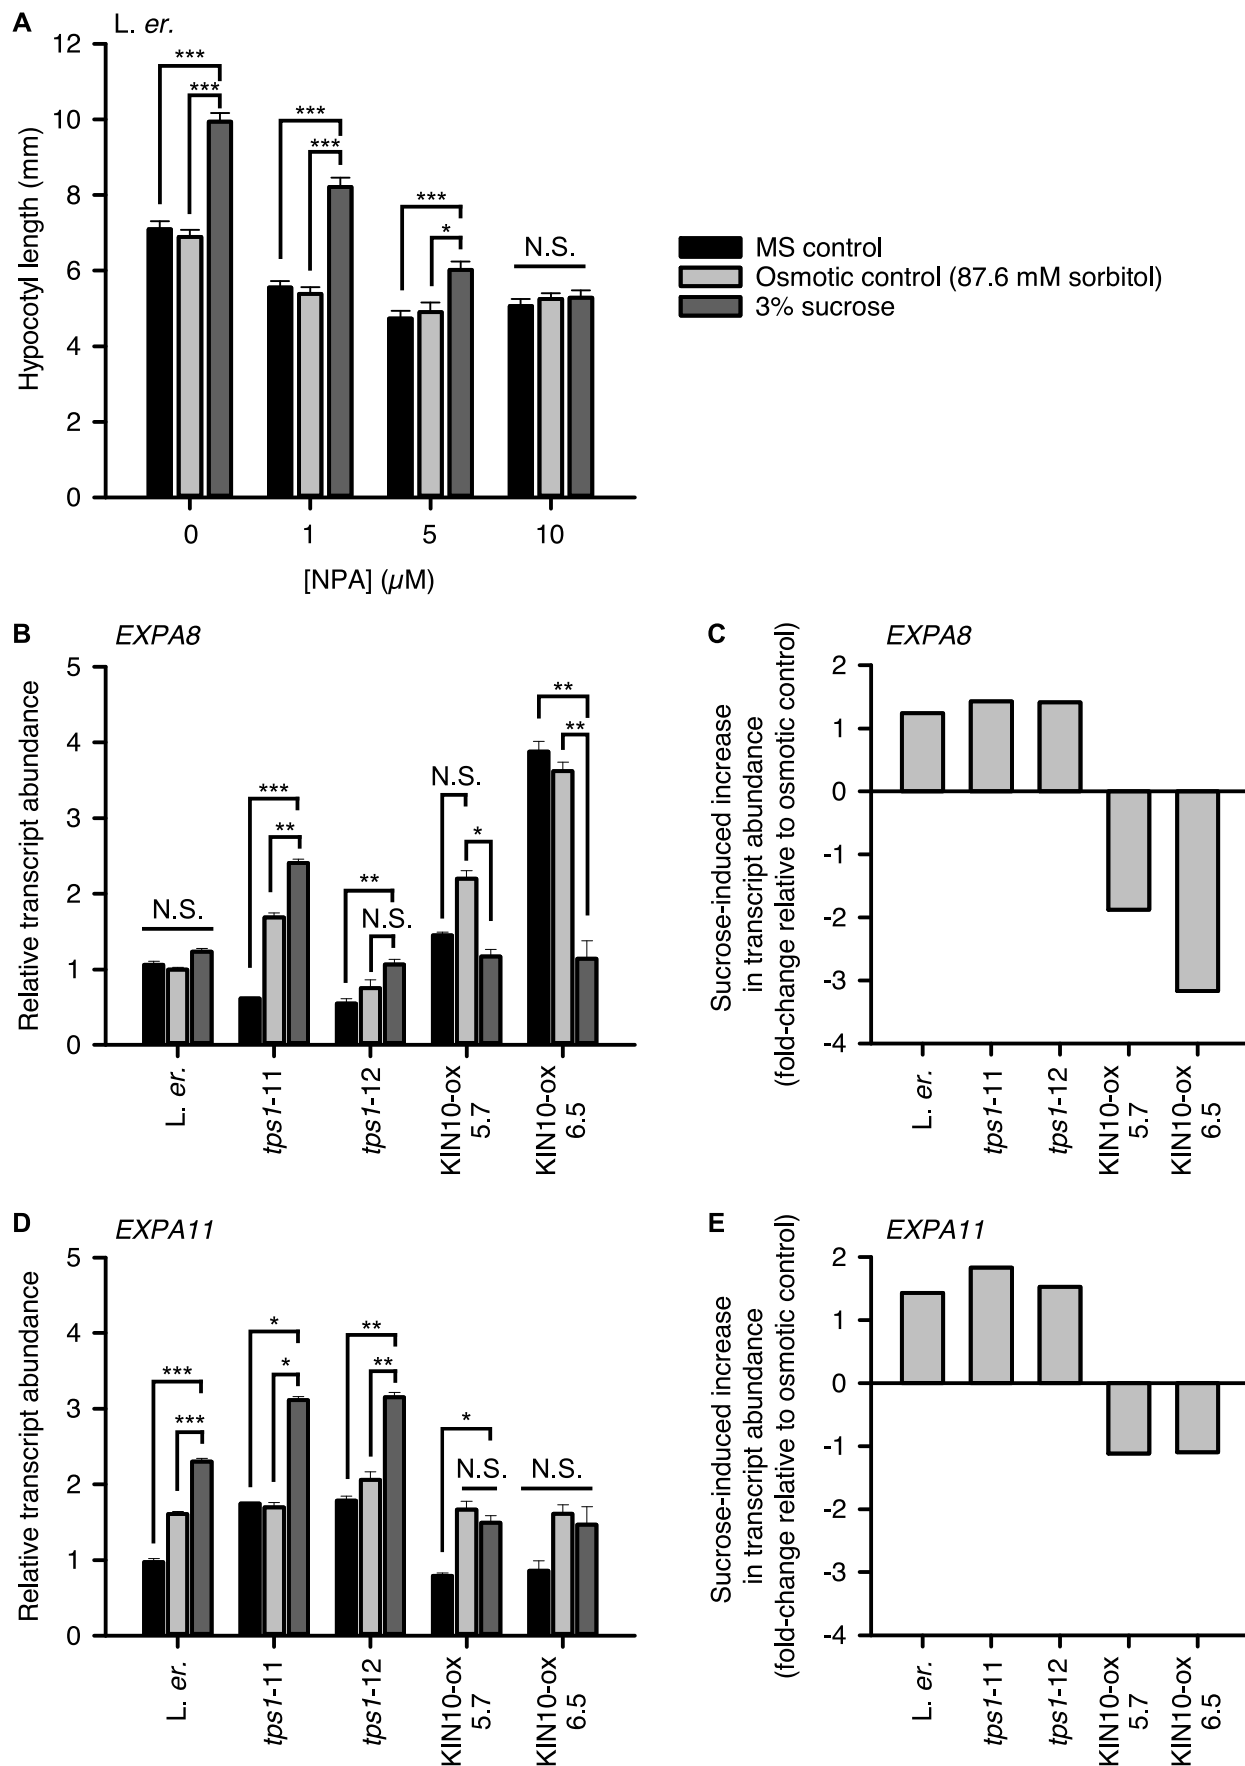 A
L. er.
12
10
8
6
4
2
0
Hypocotyl length (mm)
***
***
***
***
***
*
N.S.
0 1 5 10
[NPA] (µM)
MS control
Osmotic control (87.6 mM sorbitol)
3% sucrose
B
EXPA8
5
4
3
2
1
0
Relative transcript abundance
N.S.
***
**
**
N.S.
N.S.
*
**
**
L. er.
tps1-11
tps1-12
KIN10-ox
5.7
KIN10-ox
6.5
C
EXPA8
2
1
0
-1
-2
-3
-4
Sucrose-induced increase
in transcript abundance
(fold-change relative to osmotic control)
L. er.
tps1-11
tps1-12
KIN10-ox
5.7
KIN10-ox
6.5
D
EXPA11
5
4
3
2
1
0
Relative transcript abundance
***
***
*
*
**
**
*
N.S.
N.S.
L. er.
tps1-11
tps1-12
KIN10-ox
5.7
KIN10-ox
6.5
E
EXPA11
2
1
0
-1
-2
-3
-4
Sucrose-induced increase
in transcript abundance
(fold-change relative to osmotic control)
L. er.
tps1-11
tps1-12
KIN10-ox
5.7
KIN10-ox
6.5